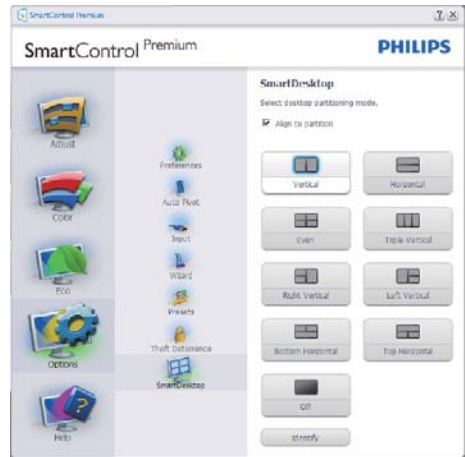 SmartControl Premium
SmartControl Premium
PHILIPS
Adjust
Color
Eco
Options
Help
Preferences
Auto Pivot
Input
Wizard
Presets
Theft Deterrence
SmartDesktop
SmartDesktop
Select desktop partitioning mode.
Align to partition
Vertical
Horizontal
Even
Triple Vertical
Right Vertical
Left Vertical
Bottom Horizontal
Top Horizontal
Off
Identify